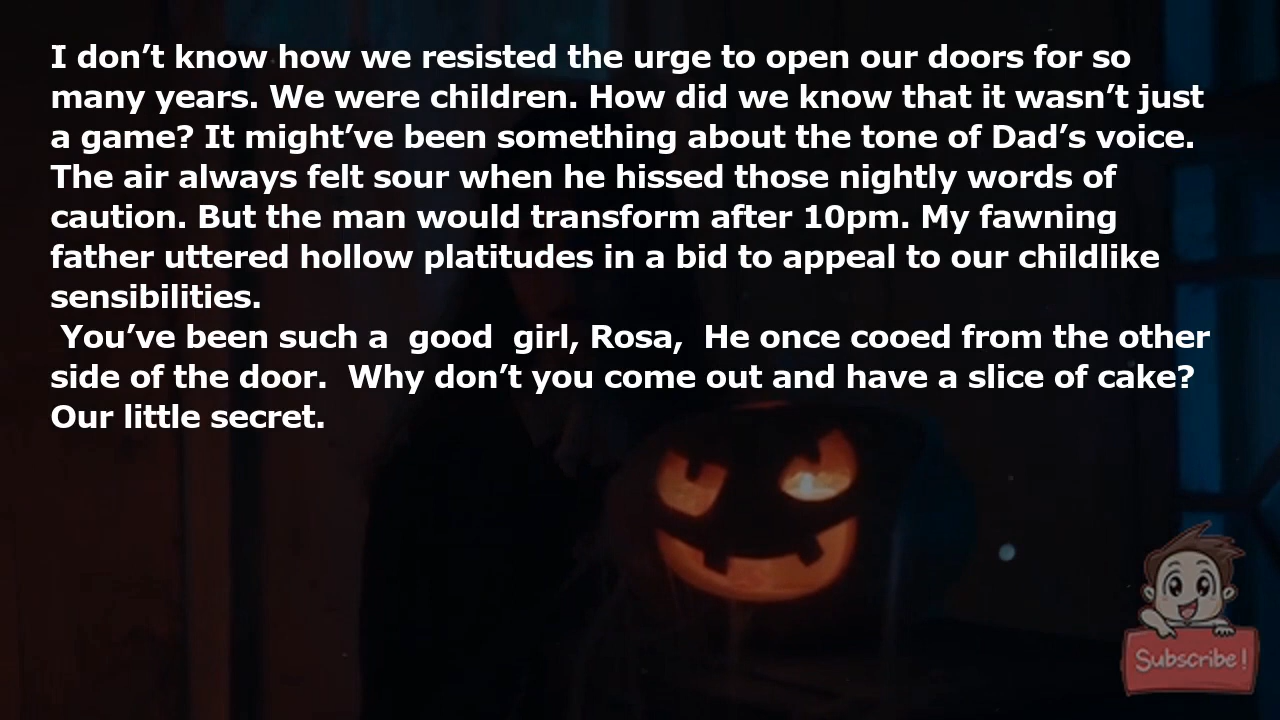 I don’t know how we resisted the urge to open our doors for so
many years. We were children. How did we know that it wasn’t just
a game? It might’ve been something about the tone of Dad’s voice.
The air always felt sour when he hissed those nightly words of
caution. But the man would transform after 10pm. My fawning
father uttered hollow platitudes in a bid to appeal to our childlike
sensibilities.
You’ve been such a good girl, Rosa, He once cooed from the other
side of the door. Why don’t you come out and have a slice of cake?
Our little secret.
Subscribe!